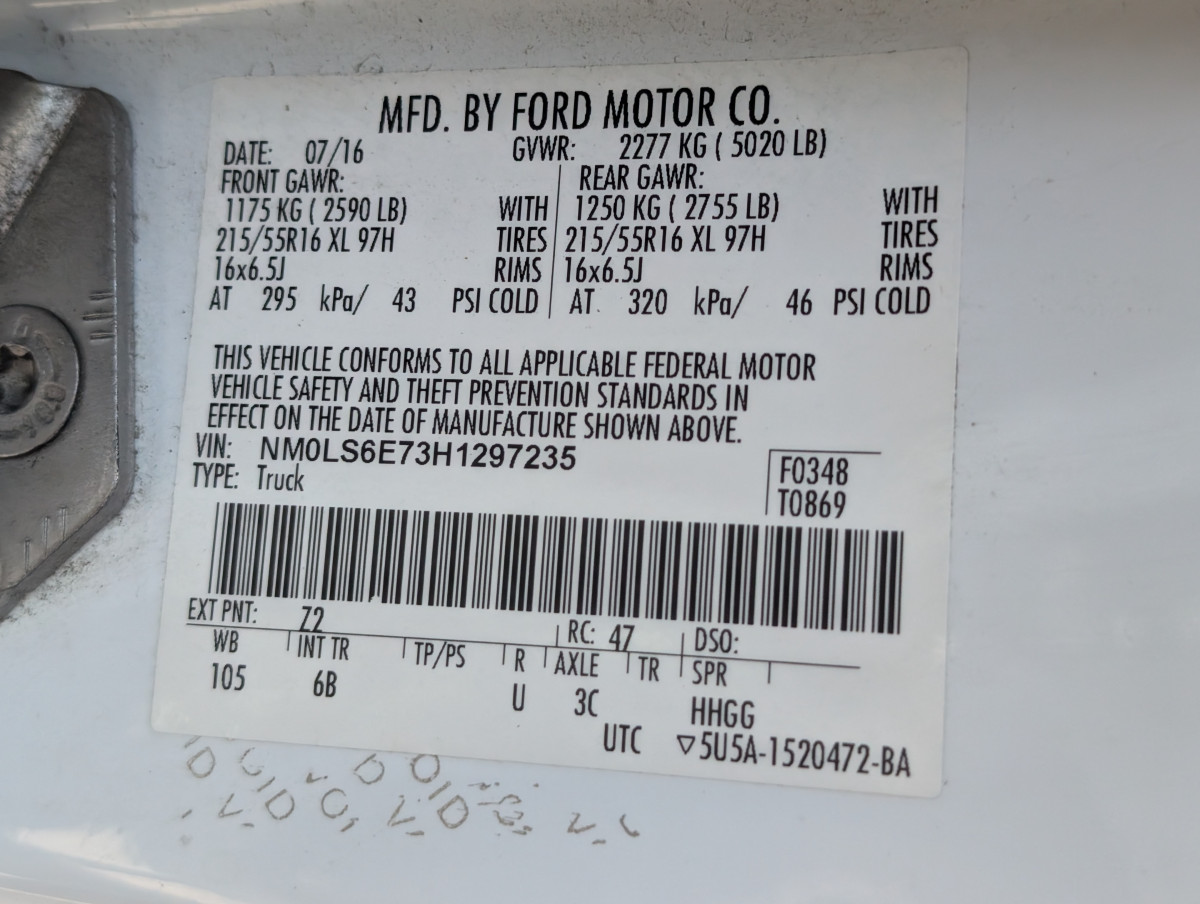 MFD. BY FORD MOTOR CO.
DATE: 07/16 GVWR: 2277 KG ( 5020 LB)
FRONT GAWR: REAR GAWR:
1175 KG ( 2590 LB) WITH 1250 KG ( 2755 LB) WITH
215/55R16 XL 97H TIRES 215/55R16 XL 97H TIRES
16x6.5J RIMS 16x6.5J RIMS
AT 295 kPa/ 43 PSI COLD AT 320 kPa/ 46 PSI COLD
THIS VEHICLE CONFORMS TO ALL APPLICABLE FEDERAL MOTOR
VEHICLE SAFETY AND THEFT PREVENTION STANDARDS IN
EFFECT ON THE DATE OF MANUFACTURE SHOWN ABOVE.
VIN: NM0LS6E73H1297235
TYPE: Truck
F0348
T0869
EXT PNT: Z2 RC: 47 DSO:
WB INT TR TP/PS R AXLE TR SPR
105 6B U 3C HHGG
UTC ▽5U5A-1520472-BA